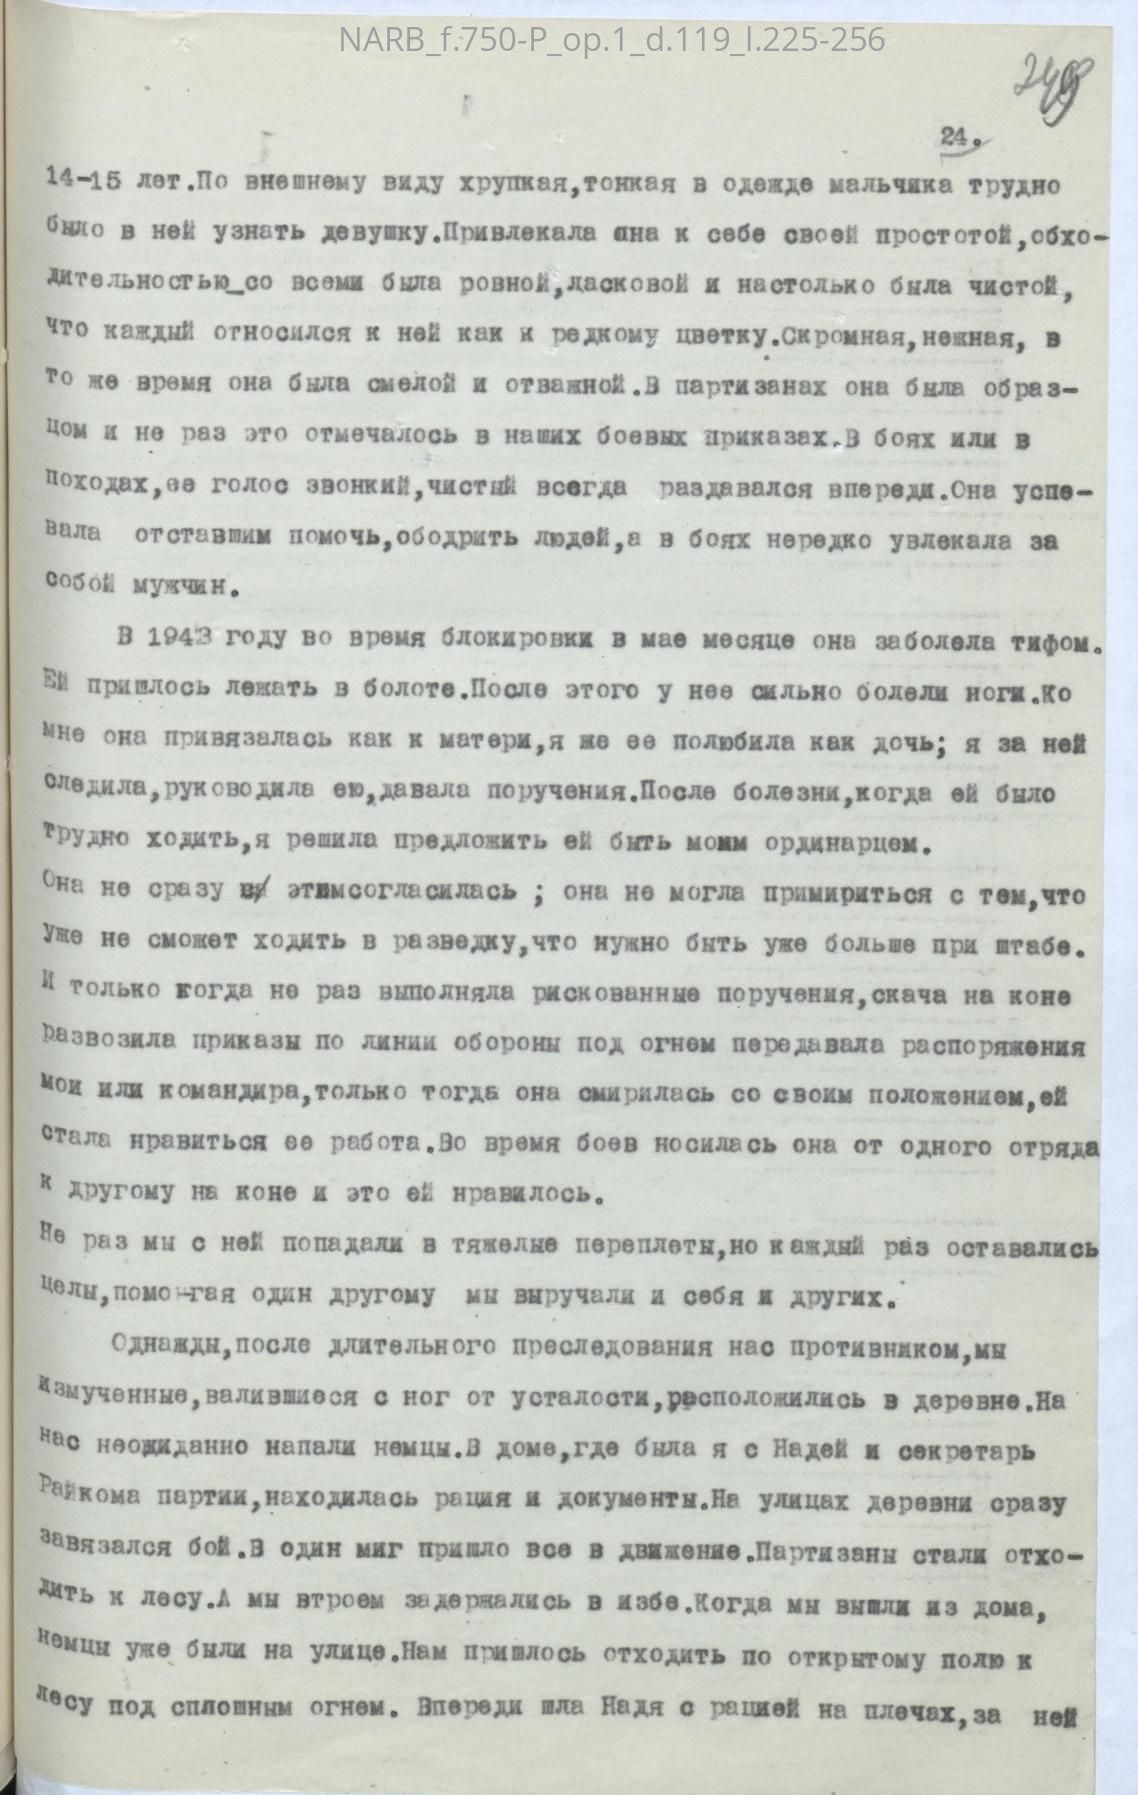 NARB_f.750-P_op.1_d.119_l.225-256
249
24.
14-15 лет.По внешнему виду хрупкая,тонкая в одежде мальчика трудно
было в ней узнать девушку.Привлекала она к себе своей простотой,обхо-
дительностью_со всеми была ровной,ласковой и настолько была чистой,
что каждый относился к ней как к редкому цветку.Скромная,нежная, в
то же время она была смелой и отважной.В партизанах она была образ-
цом и не раз это отмечалось в наших боевых приказах.В боях или в
походах,ее голос звонкий,чистый всегда раздавался впереди.Она успе-
вала отставшим помочь,ободрить людей,а в боях нередко увлекала за
собой мужчин.
В 1943 году во время блокировки в мае месяце она заболела тифом.
Ей пришлось лежать в болоте.После этого у нее сильно болели ноги.Ко
мне она привязалась как к матери,я же ее полюбила как дочь; я за ней
следила,руководила ею,давала поручения.После болезни,когда ей было
трудно ходить,я решила предложить ей быть моим ординарцем.
Она не сразу с этимсогласилась ; она не могла примириться с тем,что
уже не сможет ходить в разведку,что нужно быть уже больше при штабе.
И только когда не раз выполняла рискованные поручения,скача на коне
развозила приказы по линии обороны под огнем передавала распоряжения
мои или командира,только тогда она смирилась со своим положением,ей
стала нравиться ее работа.Во время боев носилась она от одного отряда
к другому на коне и это ей нравилось.
Не раз мы с ней попадали в тяжелые переплеты,но каждый раз оставались
целы,помогая один другому мы выручали и себя и других.
Однажды,после длительного преследования нас противником,мы
измученные,валившиеся с ног от усталости,расположились в деревне.На
нас неожиданно напали немцы.В доме,где была я с Надей и секретарь
Райкома партии,находилась рация и документы.На улицах деревни сразу
завязался бой.В один миг пришло все в движение.Партизаны стали отхо-
дить к лесу.А мы втроем задержались в избе.Когда мы вышли из дома,
немцы уже были на улице.Нам пришлось отходить по открытому полю к
лесу под сплошным огнем. Впереди шла Надя с рацией на плечах,за ней